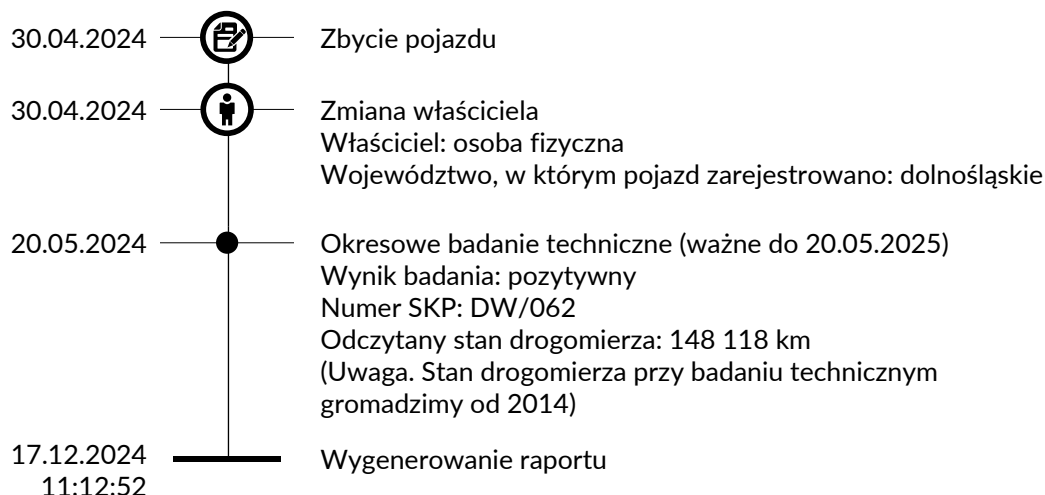 30.04.2024 Zbycie pojazdu
30.04.2024 Zmiana właściciela
Właściciel: osoba fizyczna
Województwo, w którym pojazd zarejestrowano: dolnośląskie
20.05.2024 Okresowe badanie techniczne (ważne do 20.05.2025)
Wynik badania: pozytywny
Numer SKP: DW/062
Odczytany stan drogomierza: 148 118 km
(Uwaga. Stan drogomierza przy badaniu technicznym
gromadzimy od 2014)
17.12.2024 Wygenerowanie raportu
11:12:52